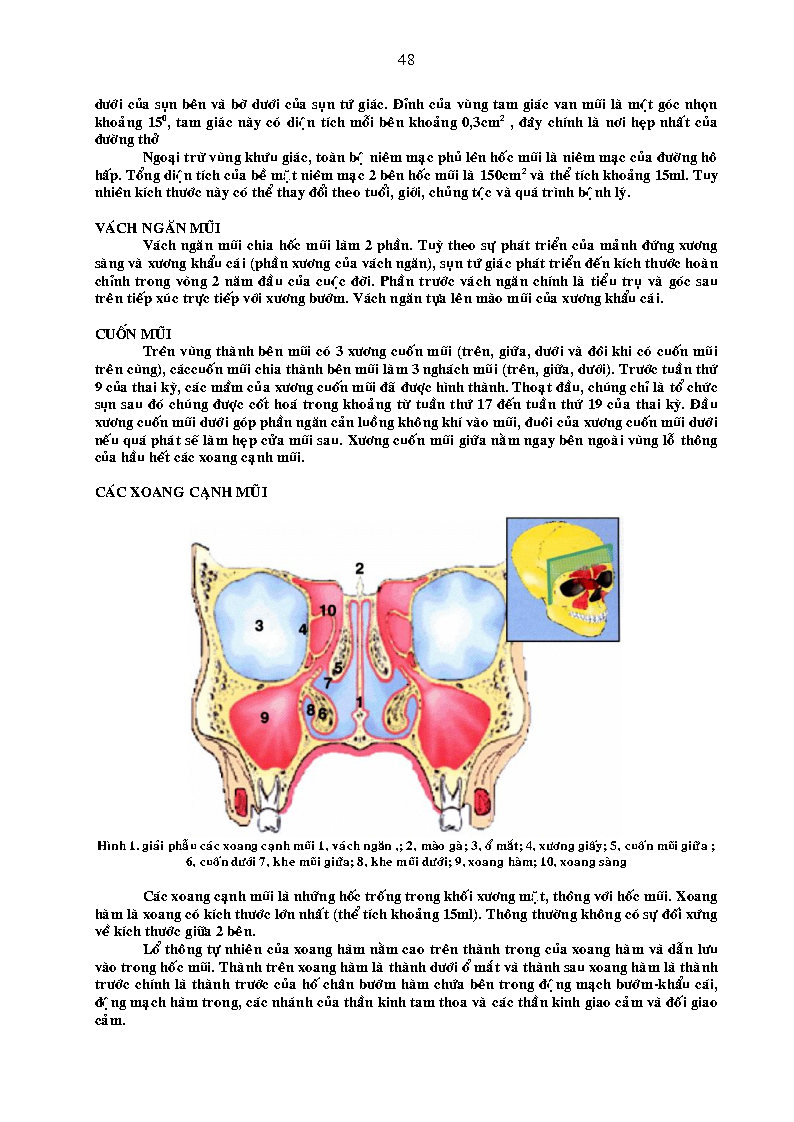 48
dưới của sụn bên và bờ dưới của sụn tứ giác. Đỉnh của vùng tam giác van mũi là một góc nhọn
khoảng 15⁰, tam giác này có diện tích mỗi bên khoảng 0,3cm² , đây chính là nơi hẹp nhất của
đường thở
Ngoại trừ vùng khứu giác, toàn bộ niêm mạc phủ lên hốc mũi là niêm mạc của đường hô
hấp. Tổng diện tích của bề mặt niêm mạc 2 bên hốc mũi là 150cm² và thể tích khoảng 15ml. Tuy
nhiên kích thước này có thể thay đổi theo tuổi, giới, chủng tộc và quá trình bệnh lý.
VÁCH NGĂN MŨI
Vách ngăn mũi chia hốc mũi làm 2 phần. Tuỳ theo sự phát triển của mảnh đứng xương
sàng và xương khẩu cái (phần xương của vách ngăn), sụn tứ giác phát triển đến kích thước hoàn
chỉnh trong vòng 2 năm đầu của cuộc đời. Phần trước vách ngăn chính là tiểu trụ và góc sau
trên tiếp xúc trực tiếp với xương bướm. Vách ngăn tựa lên mào mũi của xương khẩu cái.
CUỐN MŨI
Trên vùng thành bên mũi có 3 xương cuốn mũi (trên, giữa, dưới và đôi khi có cuốn mũi
trên cùng), cáccuốn mũi chia thành bên mũi làm 3 nghách mũi (trên, giữa, dưới). Trước tuần thứ
9 của thai kỳ, các mầm của xương cuốn mũi đã được hình thành. Thoạt đầu, chúng chỉ là tổ chức
sụn sau đó chúng được cốt hoá trong khoảng từ tuần thứ 17 đến tuần thứ 19 của thai kỳ. Đầu
xương cuốn mũi dưới góp phần ngăn cản luồng không khí vào mũi, đuôi của xương cuốn mũi dưới
nếu quá phát sẽ làm hẹp cửa mũi sau. Xương cuốn mũi giữa nằm ngay bên ngoài vùng lỗ thông
của hầu hết các xoang cạnh mũi.
CÁC XOANG CẠNH MŨI
2
10
3
4
5
7
1
8
6
9
Hình 1. giải phẫu các xoang cạnh mũi 1, vách ngăn ,; 2, mào gà; 3, ổ mắt; 4, xương giấy; 5, cuốn mũi giữa ;
6, cuốn dưới 7, khe mũi giữa; 8, khe mũi dưới; 9, xoang hàm; 10, xoang sàng
Các xoang cạnh mũi là những hốc trống trong khối xương mặt, thông với hốc mũi. Xoang
hàm là xoang có kích thước lớn nhất (thể tích khoảng 15ml). Thông thường không có sự đối xứng
về kích thước giữa 2 bên.
Lổ thông tự nhiên của xoang hàm nằm cao trên thành trong của xoang hàm và dẫn lưu
vào trong hốc mũi. Thành trên xoang hàm là thành dưới ổ mắt và thành sau xoang hàm là thành
trước chính là thành trước của hố chân bướm hàm chứa bên trong động mạch bướm-khẩu cái,
động mạch hàm trong, các nhánh của thần kinh tam thoa và các thần kinh giao cảm và đối giao
cảm.